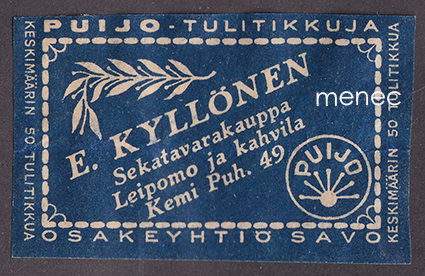 PUIJO-TULITIKKUJA
KESKIMÄÄRIN 50 TULITIKKUA
E. KYLLÖNEN
Sekatavarakauppa
Leipomo ja kahvila
Kemi Puh. 49
PUIJO
menec
KESKIMÄÄRIN 50 TULITIKKUA
OSAKEYHTIÖ SAVO